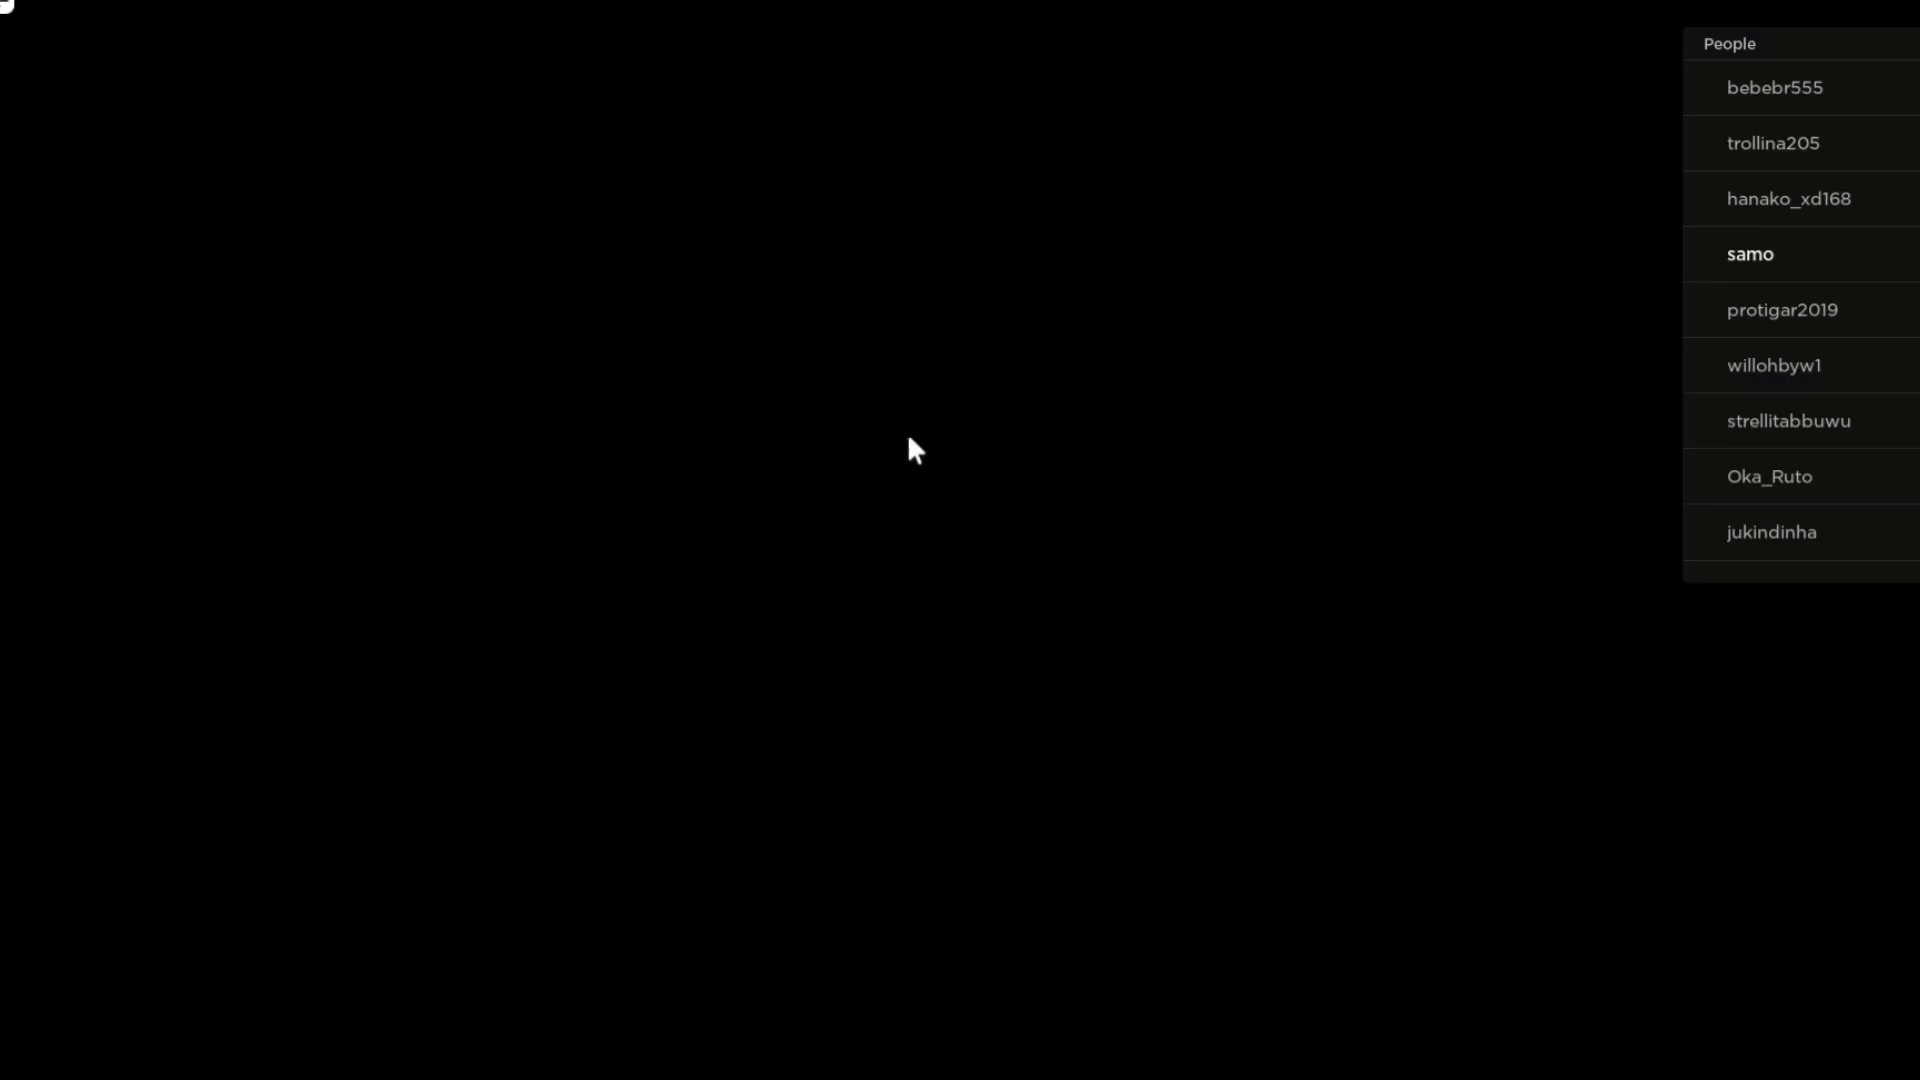 People
bebebr555
trollina205
hanako_xd168
samo
protigar2019
willohbyw1
strellitabbuwu
Oka_Ruto
jukindinha